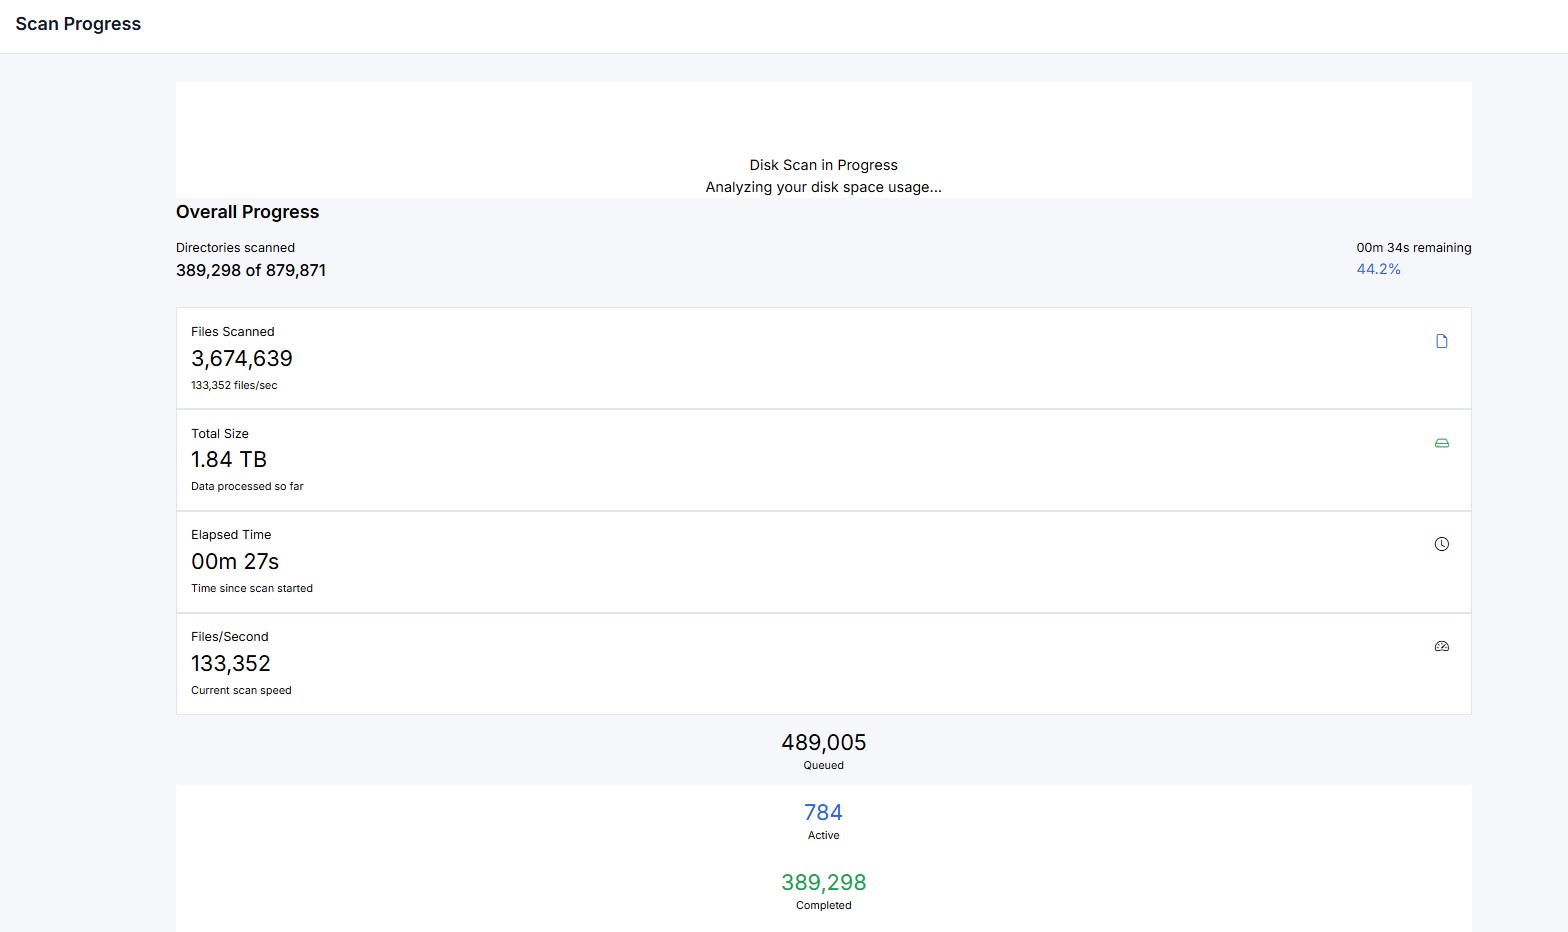 Scan Progress
Disk Scan in Progress
Analyzing your disk space usage...
Overall Progress
Directories scanned
00m 34s remaining
389,298 of 879,871
44.2%
Files Scanned
3,674,639
133,352 files/sec
Total Size
1.84 TB
Data processed so far
Elapsed Time
00m 27s
Time since scan started
Files/Second
133,352
Current scan speed
489,005
Queued
784
Active
389,298
Completed